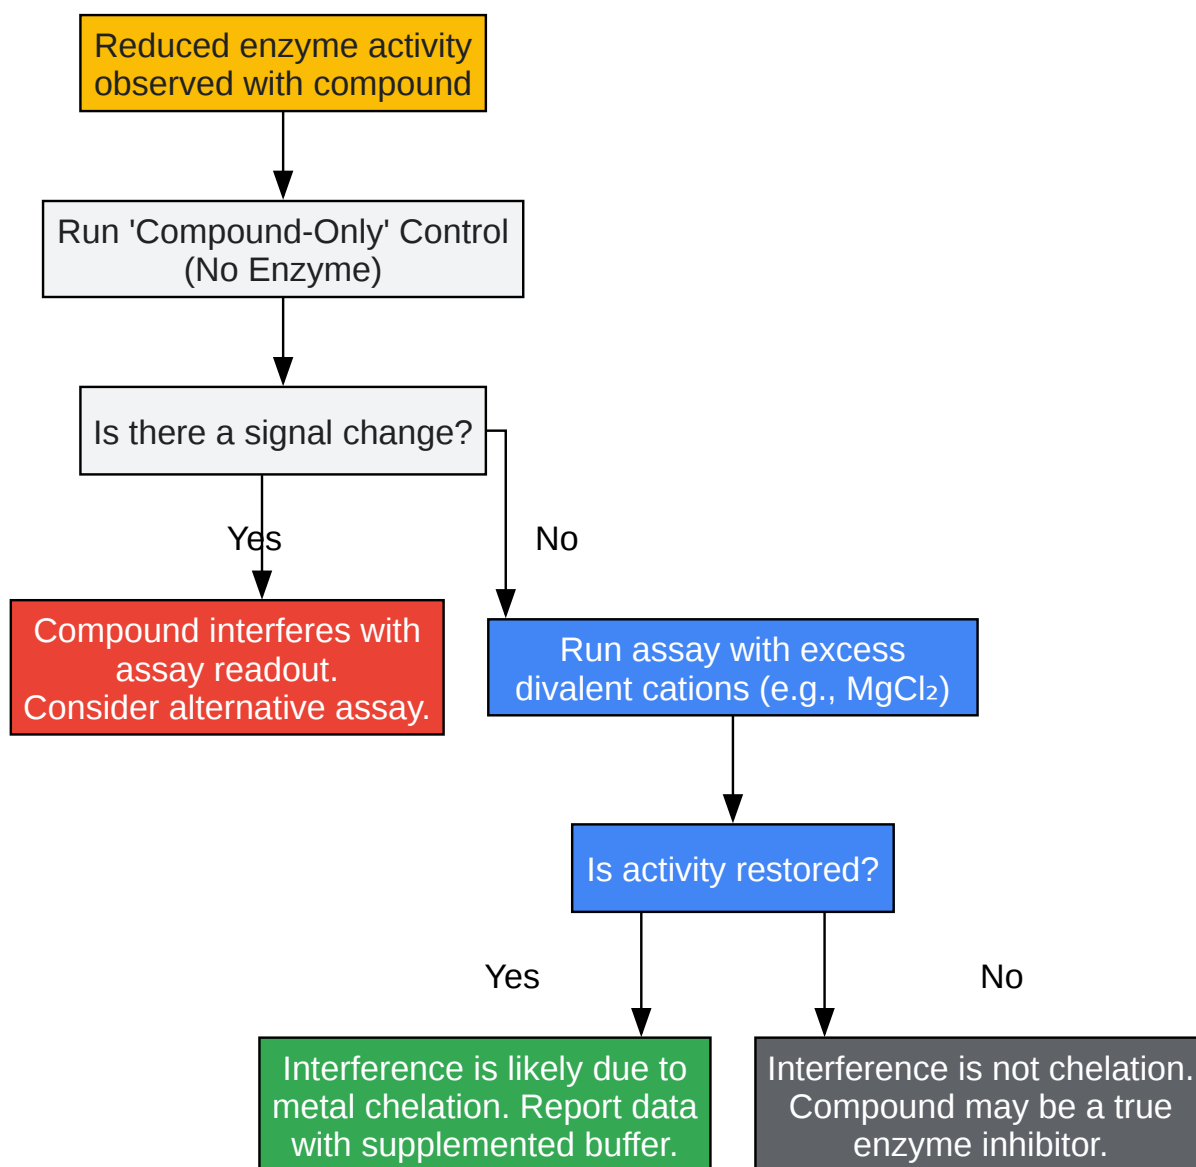 Reduced enzyme activity
observed with compound
Run 'Compound-Only' Control
(No Enzyme)
Is there a signal change?
Yes
No
Compound interferes with
assay readout.
Consider alternative assay.
Run assay with excess
divalent cations (e.g., MgCl₂)
Is activity restored?
Yes
No
Interference is likely due to
metal chelation. Report data
with supplemented buffer.
Interference is not chelation.
Compound may be a true
enzyme inhibitor.